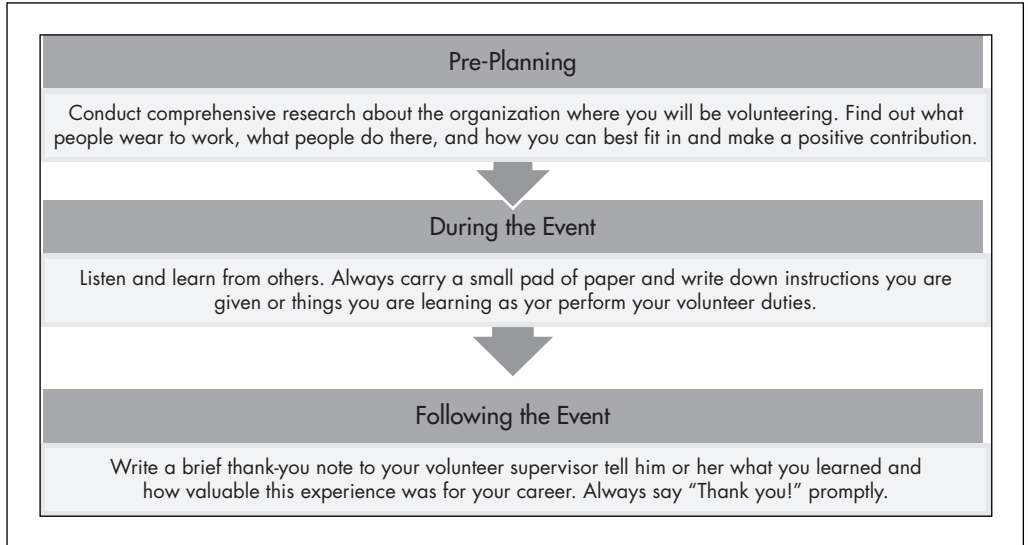 Pre-Planning
Conduct comprehensive research about the organization where you will be volunteering. Find out what
people wear to work, what people do there, and how you can best fit in and make a positive contribution.
During the Event
Listen and learn from others. Always carry a small pad of paper and write down instructions you are
given or things you are learning as yor perform your volunteer duties.
Following the Event
Write a brief thank-you note to your volunteer supervisor tell him or her what you learned and
how valuable this experience was for your career. Always say “Thank you!” promptly.